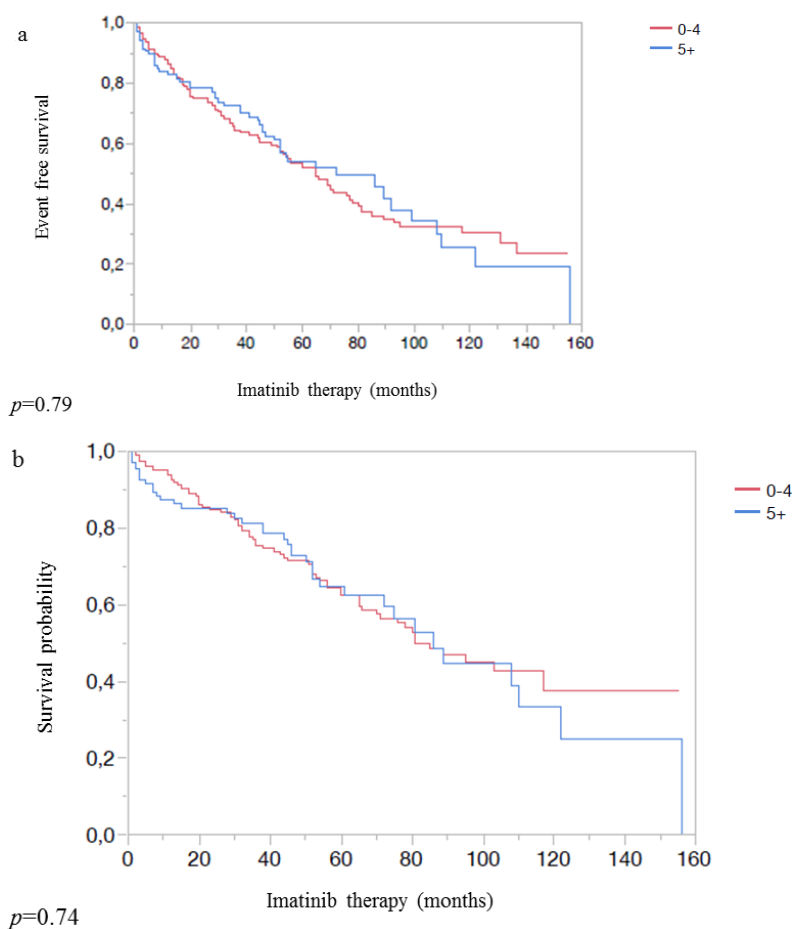 a
0-4
5+
Event free survival
1,0
0,8
0,6
0,4
0,2
0,0
0 20 40 60 80 100 120 140 160
Imatinib therapy (months)
p=0.79
b
0-4
5+
Survival probability
1,0
0,8
0,6
0,4
0,2
0,0
0 20 40 60 80 100 120 140 160
Imatinib therapy (months)
p=0.74